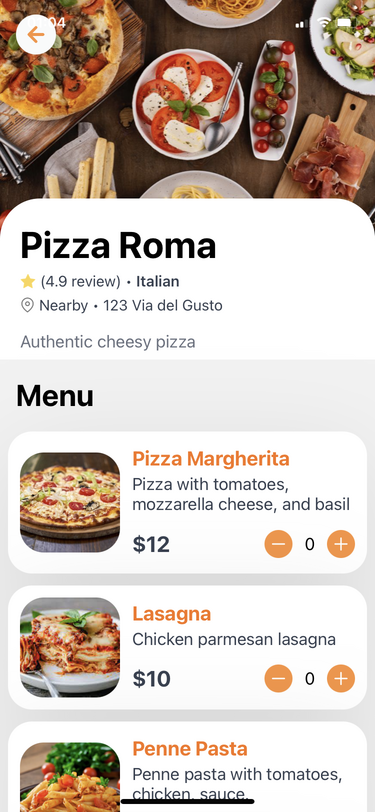 04
Pizza Roma
(4.9 review) • Italian
Nearby • 123 Via del Gusto
Authentic cheesy pizza
Menu
Pizza Margherita
Pizza with tomatoes,
mozzarella cheese, and basil
$12
0
Lasagna
Chicken parmesan lasagna
$10
0
Penne Pasta
Penne pasta with tomatoes,
chicken, sauce,